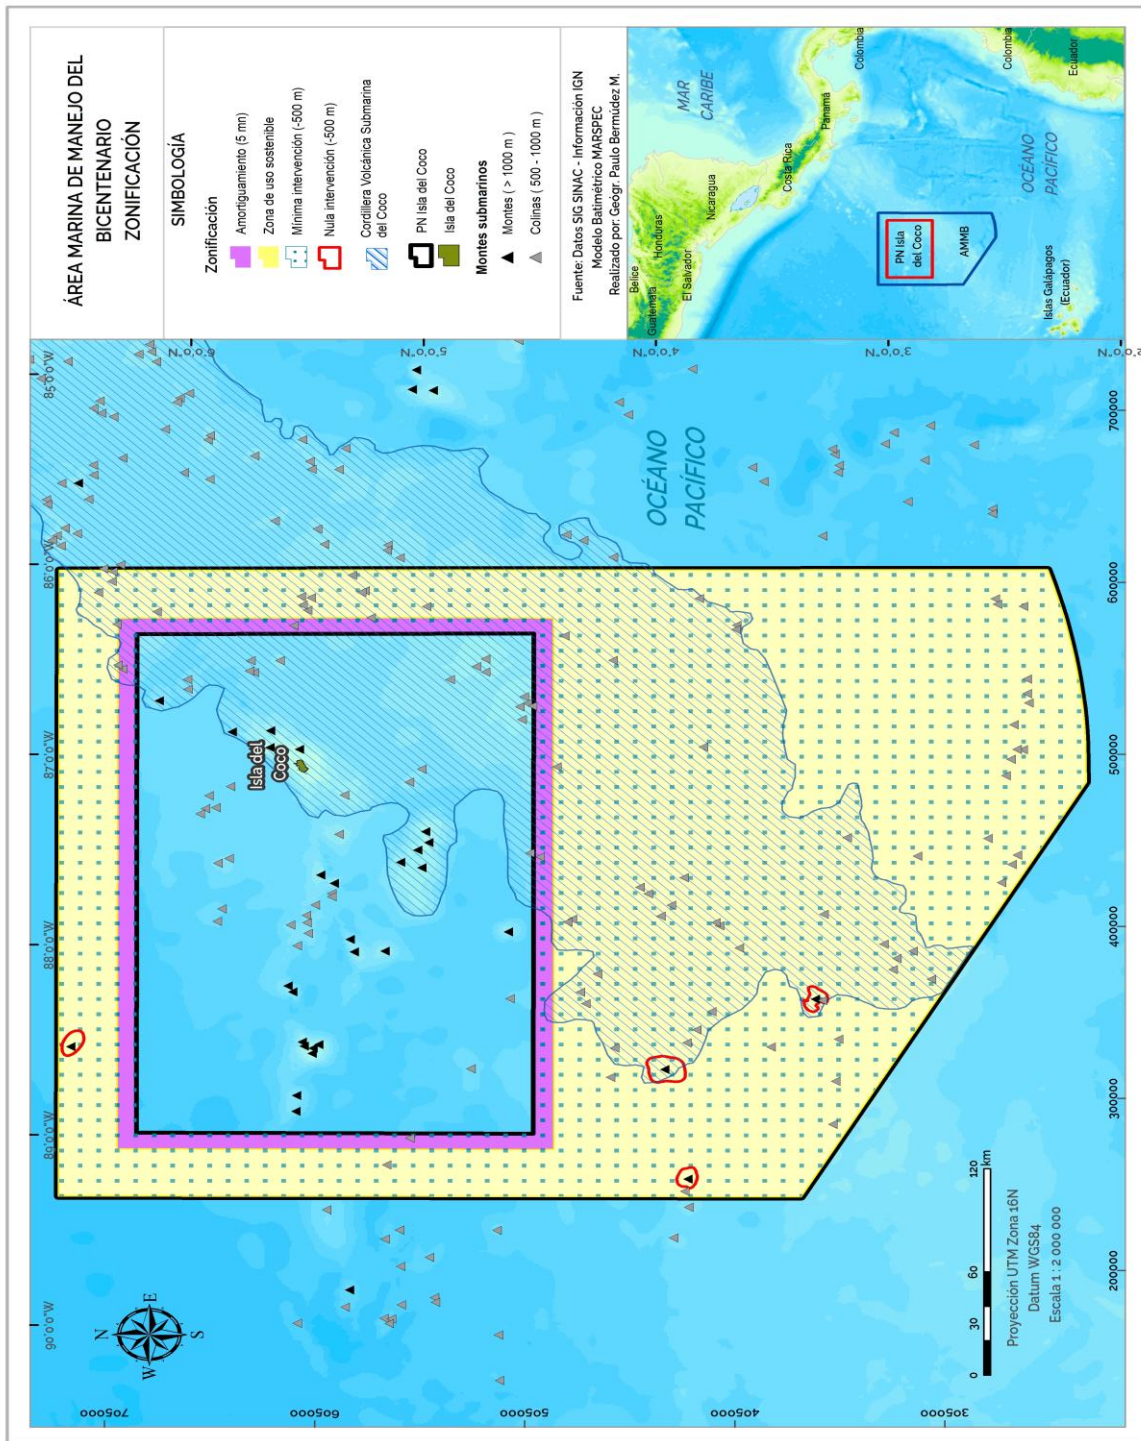 ÁREA MARINA DE MANEJO DEL
BICENTENARIO
ZONIFICACIÓN
SIMBOLOGÍA
Zonificación
Amortiguamiento (5 mn)
Zona de uso sostenible
Mínima intervención (-500 m)
Nula intervención (-500 m)
Cordillera Volcánica Submarina
del Coco
PN Isla del Coco
Isla del Coco
Montes submarinos
Montes ( > 1000 m )
Colinas ( 500 - 1000 m )
Fuente: Datos SIG SINAC - Información IGN
Modelo Batimétrico MARSPEC
Realizado por: Geógr. Paulo Bermúdez M.
MAR
CARIBE
Belice
Guatemala
Honduras
El Salvador
Nicaragua
Costa Rica
Panamá
Colombia
Colombia
Ecuador
OCÉANO
PACÍFICO
PN Isla
del Coco
AMMB
Islas Galápagos
(Ecuador)
90°0'0"W
89°0'0"W
88°0'0"W
87°0'0"W
86°0'0"W
85°0'0"W
6°0'0"N
5°0'0"N
4°0'0"N
3°0'0"N
2°0'0"N
705000
605000
505000
405000
305000
200000
300000
400000
500000
600000
700000
Isla del
Coco
OCÉANO
PACÍFICO
N
W
E
S
0
30
60
120
km
Proyección UTM Zona 16N
Datum WGS84
Escala 1 : 2 000 000